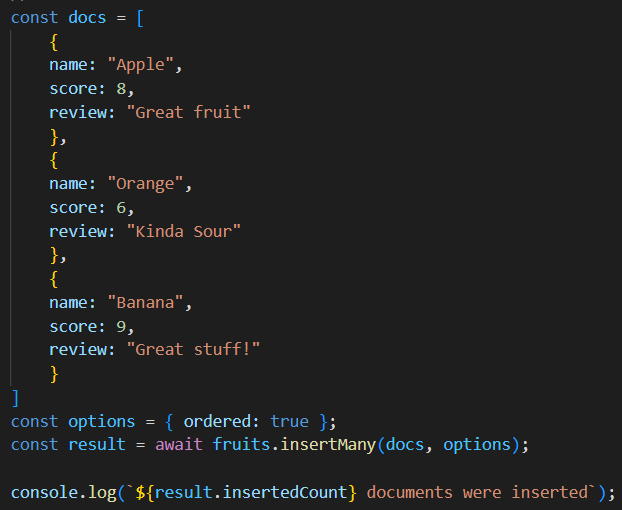 const docs = [
{
name: "Apple",
score: 8,
review: "Great fruit"
},
{
name: "Orange",
score: 6,
review: "Kinda Sour"
},
{
name: "Banana",
score: 9,
review: "Great stuff!"
}
]
const options = { ordered: true };
const result = await fruits.insertMany(docs, options);
console.log(`${result.insertedCount} documents were inserted`);